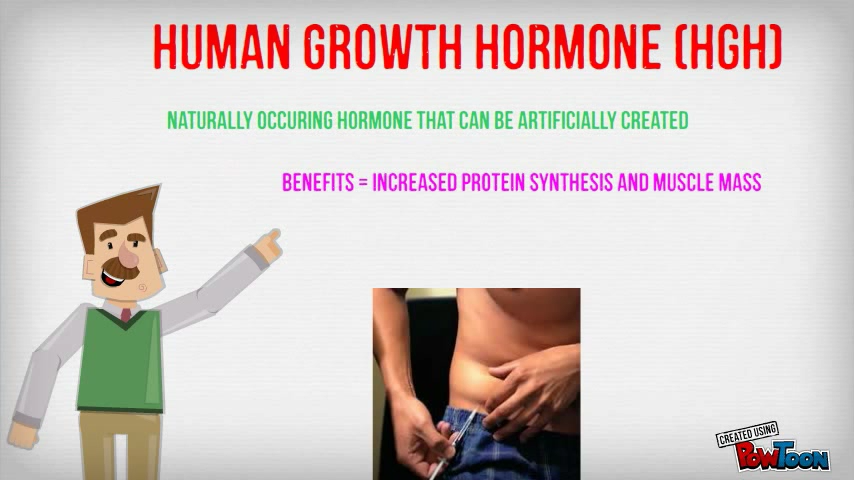 HUMAN GROWTH HORMONE (HGH)
NATURALLY OCCURING HORMONE THAT CAN BE ARTIFICIALLY CREATED
BENEFITS = INCREASED PROTEIN SYNTHESIS AND MUSCLE MASS
CREATED USING
POWTOON